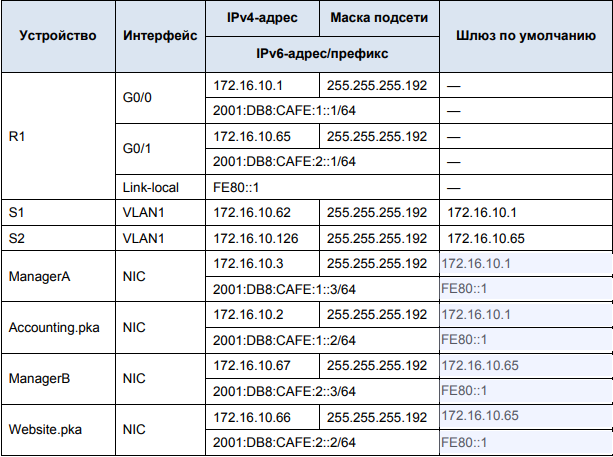 Устройство Интерфейс IPv4-адрес Маска подсети Шлюз по умолчанию
IPv6-адрес/префикс
R1 G0/0 172.16.10.1 255.255.255.192 —
2001:DB8:CAFE:1::1/64 —
G0/1 172.16.10.65 255.255.255.192 —
2001:DB8:CAFE:2::1/64 —
Link-local FE80::1 —
S1 VLAN1 172.16.10.62 255.255.255.192 172.16.10.1
S2 VLAN1 172.16.10.126 255.255.255.192 172.16.10.65
ManagerA NIC 172.16.10.3 255.255.255.192 172.16.10.1
2001:DB8:CAFE:1::3/64 FE80::1
Accounting.pka NIC 172.16.10.2 255.255.255.192 172.16.10.1
2001:DB8:CAFE:1::2/64 FE80::1
ManagerB NIC 172.16.10.67 255.255.255.192 172.16.10.65
2001:DB8:CAFE:2::3/64 FE80::1
Website.pka NIC 172.16.10.66 255.255.255.192 172.16.10.65
2001:DB8:CAFE:2::2/64 FE80::1